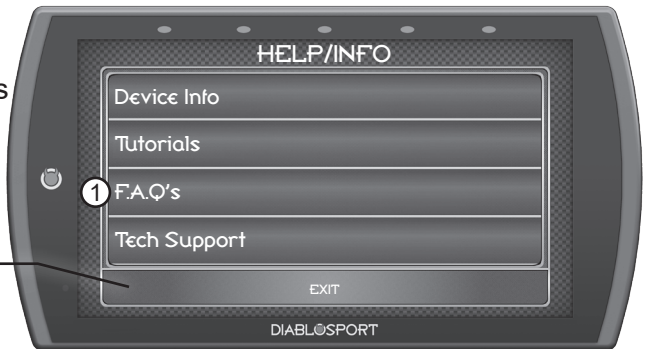 HELP/INFO
s
Device Info
Tutorials
1
F.A.Q's
Tech Support
EXIT
DIABLOSPORT